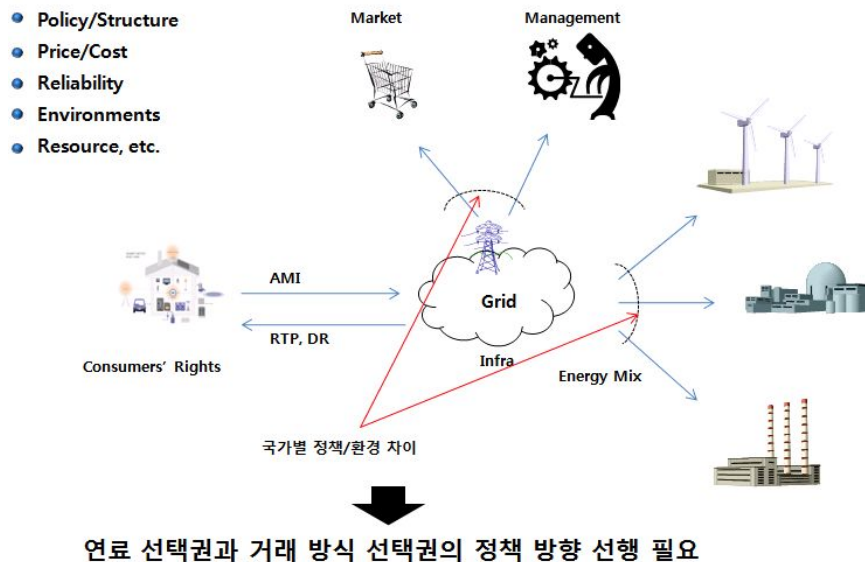 Policy/Structure
Price/Cost
Reliability
Environments
Resource, etc.
Market
Management
AMI
RTP, DR
Consumers' Rights
Grid
Infra
Energy Mix
국가별 정책/환경 차이
연료 선택권과 거래 방식 선택권의 정책 방향 선행 필요